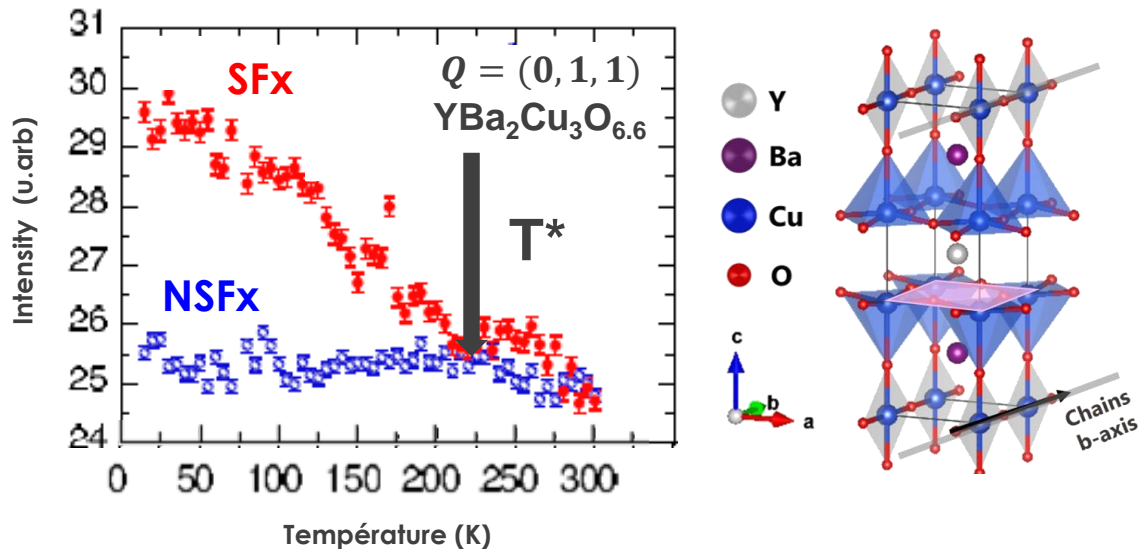 31
30
29
28
27
26
25
24
Intensity (u.arb)
SFx
NSFx
Q = (0, 1, 1)
YBa₂Cu₃O₆.₆
T*
0 50 100 150 200 250 300
Température (K)
Y
Ba
Cu
O
c
b
a
Chains
b-axis